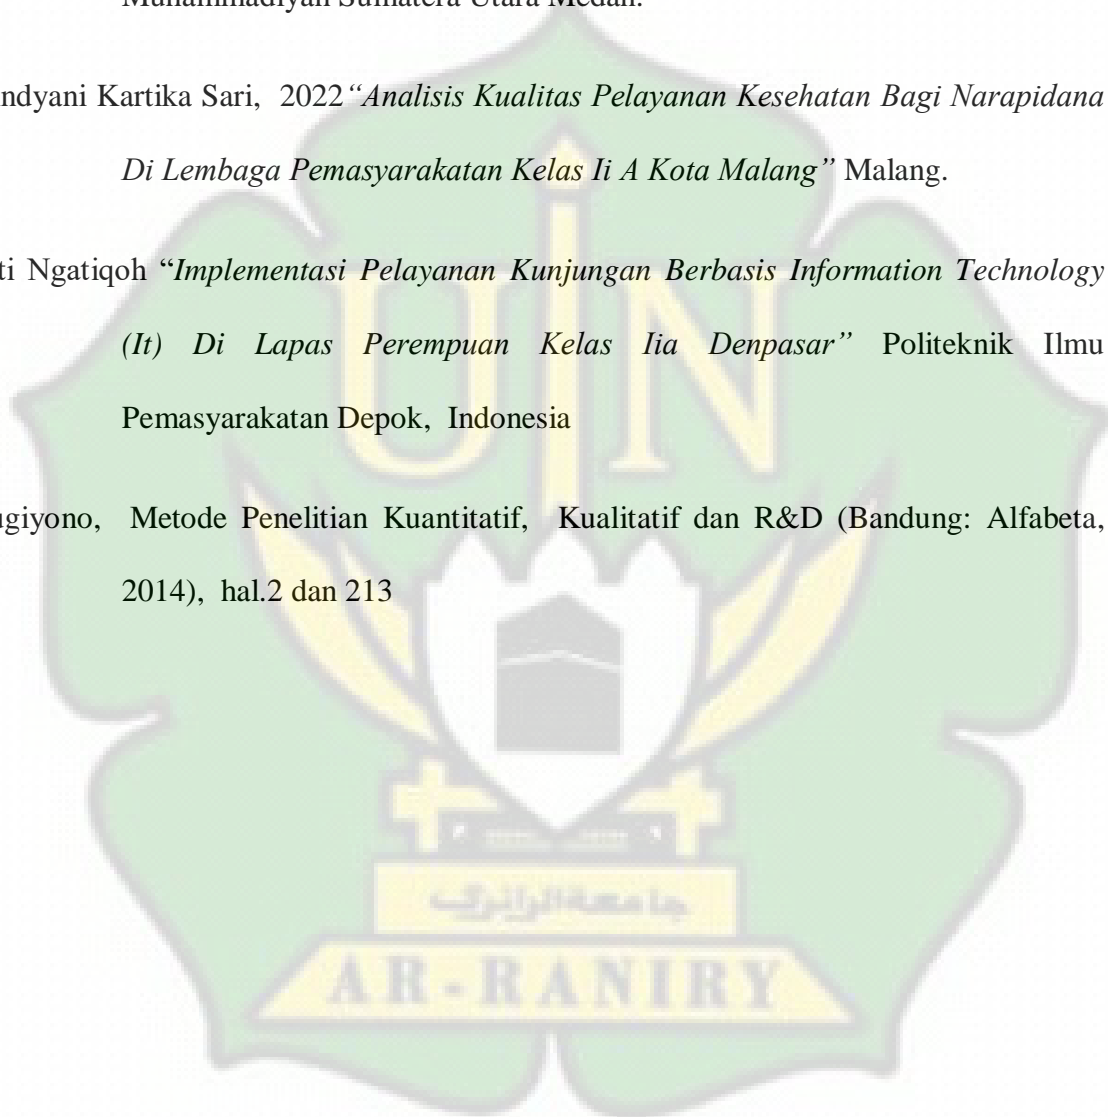 Muhammadiyah Sumatera Utara Medan.
ndyani Kartika Sari, 2022“Analisis Kualitas Pelayanan Kesehatan Bagi Narapidana
Di Lembaga Pemasyarakatan Kelas Ii A Kota Malang” Malang.
ti Ngatiqoh “Implementasi Pelayanan Kunjungan Berbasis Information Technology
(It) Di Lapas Perempuan Kelas Iia Denpasar” Politeknik Ilmu
Pemasyarakatan Depok, Indonesia
ugiyono, Metode Penelitian Kuantitatif, Kualitatif dan R&D (Bandung: Alfabeta,
2014), hal.2 dan 213
UIN
جامعة الرانري
AR-RANIRY